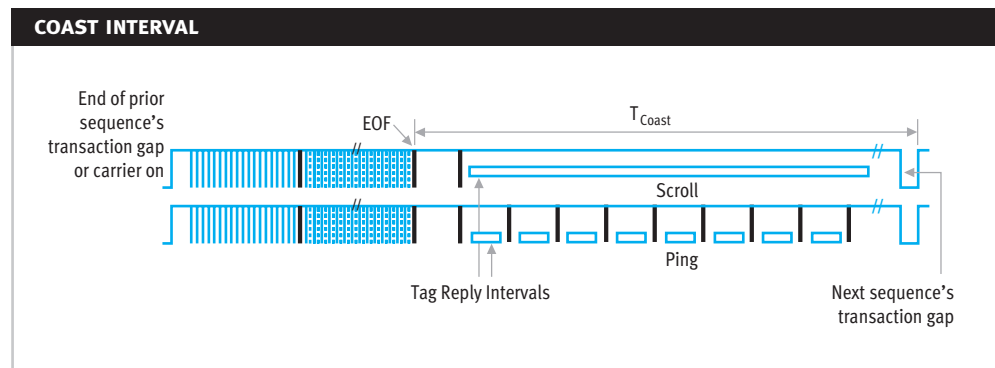 COAST INTERVAL
End of prior
sequence's
transaction gap
or carrier on
EOF
T Coast
Scroll
Ping
Tag Reply Intervals
Next sequence's
transaction gap